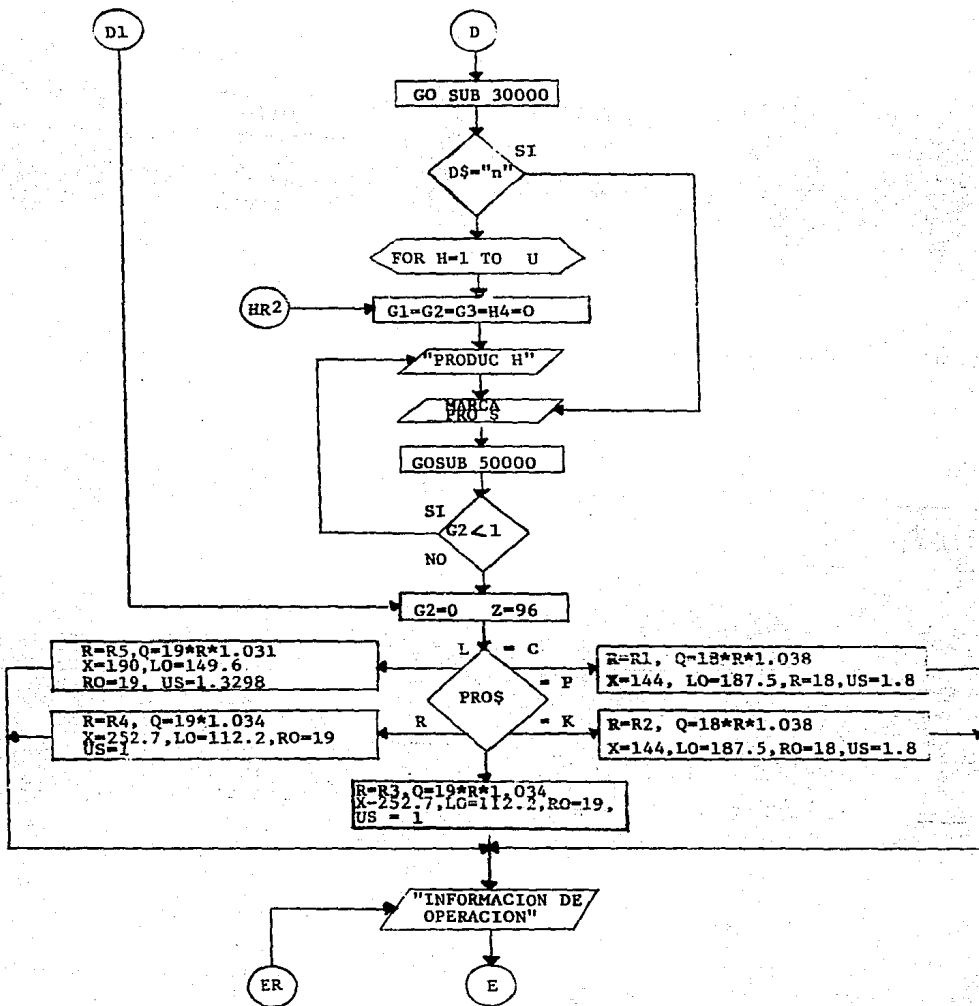 D1
D
GO SUB 30000
SI
D$="n"
FOR H=1 TO U
HR2
G1=G2=G3=H4=O
"PRODUC H"
MARCA
PRO $
GOSUB 50000
SI
G2<1
NO
G2=0 Z=96
L = C
R=R5,Q=19*R*1.031
X=190,LO=149.6
RO=19, US=1.3298
R=R1, Q=18*R*1.038
X=144, LO=187.5,R=18,US=1.8
= P
PRO$
R=R4, Q=19*1.034
X=252.7,LO=112.2,RO=19
US=1
R
= K
R=R2, Q=18*R*1.038
X=144,LO=187.5,RO=18,US=1.8
R=R3,Q=19*R*1,034
X-252.7,LO=112.2,RO=19,
US = 1
"INFORMACION DE
OPERACION"
ER
E